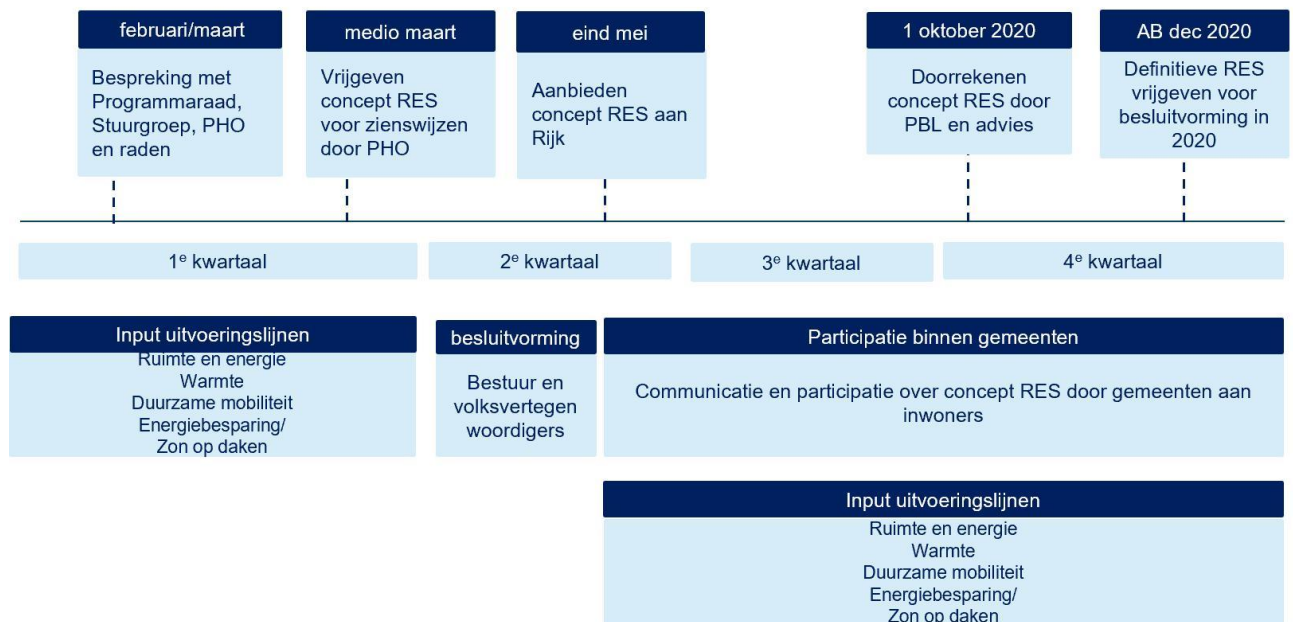 februari/maart
Bespreking met
Programmaraad,
Stuurgroep, PHO
en raden
medio maart
Vrijgeven
concept RES
voor zienswijzen
door PHO
eind mei
Aanbieden
concept RES aan
Rijk
1 oktober 2020
Doorrekenen
concept RES door
PBL en advies
AB dec 2020
Definitieve RES
vrijgeven voor
besluitvorming in
2020
1e kwartaal
2e kwartaal
3e kwartaal
4e kwartaal
Input uitvoeringslijnen
Ruimte en energie
Warmte
Duurzame mobiliteit
Energiebesparing/
Zon op daken
besluitvorming
Bestuur en
volksvertegen
woordigers
Participatie binnen gemeenten
Communicatie en participatie over concept RES door gemeenten aan
inwoners
Input uitvoeringslijnen
Ruimte en energie
Warmte
Duurzame mobiliteit
Energiebesparing/
Zon op daken